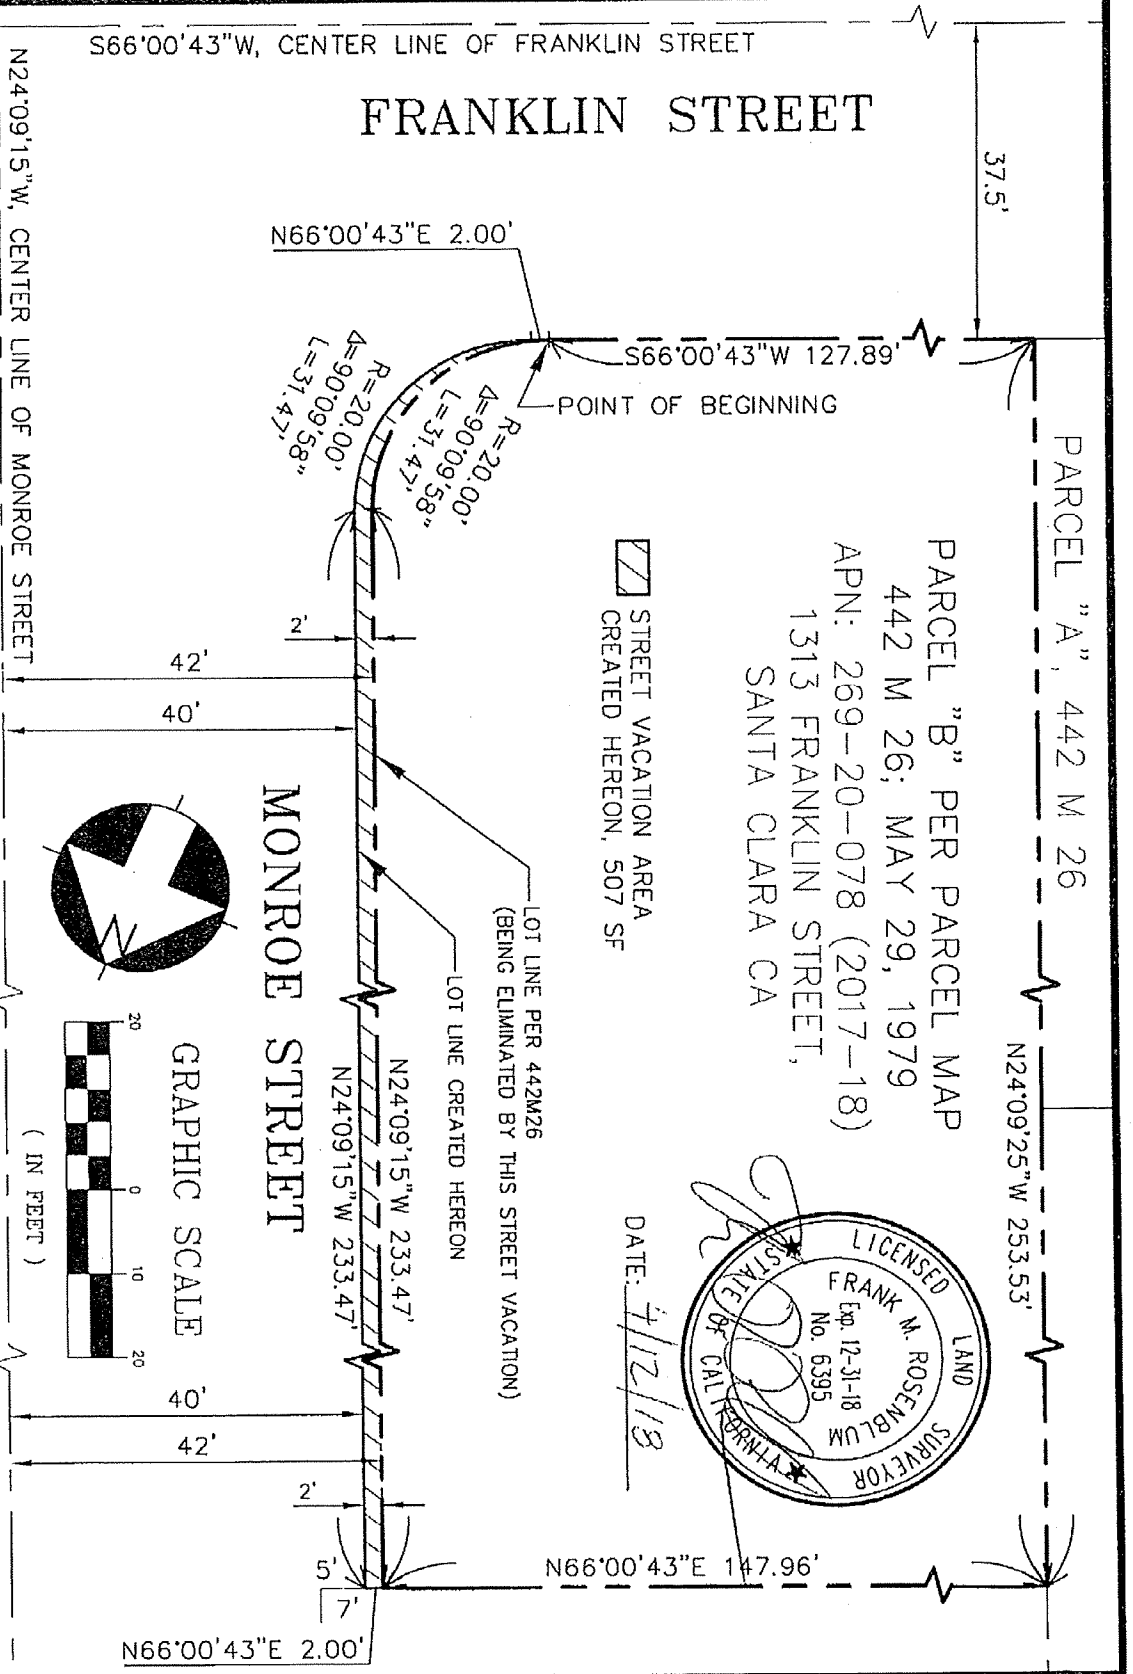 S66°00'43"W, CENTER LINE OF FRANKLIN STREET
FRANKLIN STREET
37.5'
N24°09'15"W, CENTER LINE OF MONROE STREET
N66°00'43"E 2.00'
S66°00'43"W 127.89'
POINT OF BEGINNING
R=20.00'
Δ=90°09'58"
L=31.47'
R=20.00'
Δ=90°09'58"
L=31.47'
PARCEL "A", 442 M 26
PARCEL "B" PER PARCEL MAP
442 M 26; MAY 29, 1979
APN: 269-20-078 (2017-18)
1313 FRANKLIN STREET,
SANTA CLARA CA
STREET VACATION AREA
CREATED HEREON, 507 SF
2'
42'
40'
LOT LINE PER 442M26
(BEING ELIMINATED BY THIS STREET VACATION)
LOT LINE CREATED HEREON
MONROE STREET
N
GRAPHIC SCALE
20 0 10 20
( IN FEET )
N24°09'15"W 233.47'
N24°09'15"W 233.47'
N24°09'25"W 253.53'
LICENSED LAND SURVEYOR
FRANK M. ROSENBLUM
Exp. 12-31-18
No. 6395
STATE OF CALIFORNIA
DATE: 4/12/18
40'
42'
2'
5'
7'
N66°00'43"E 147.96'
N66°00'43"E 2.00'